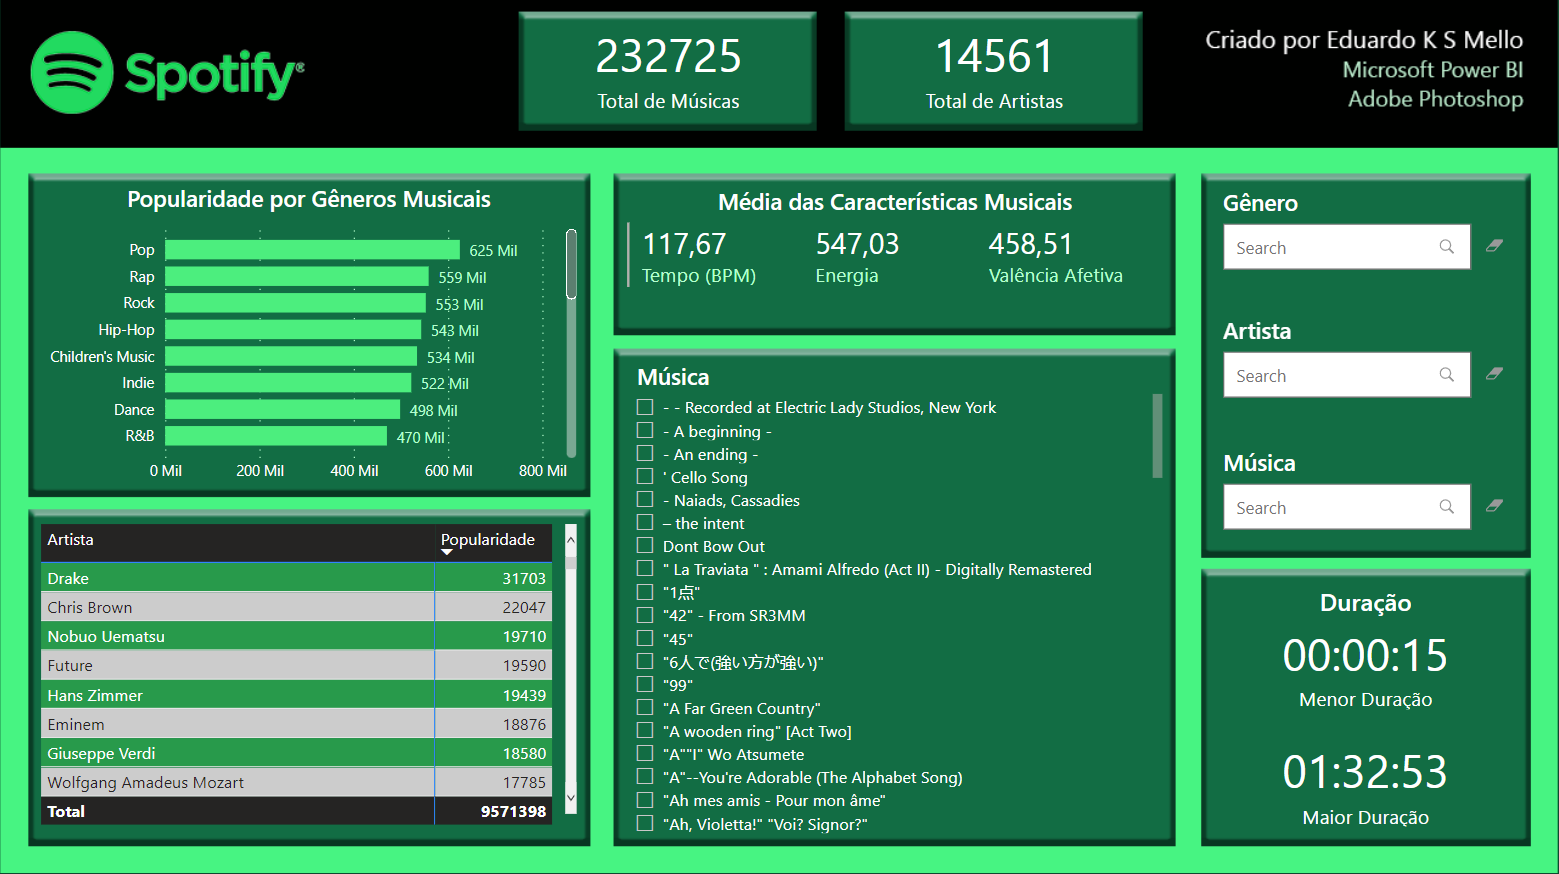 Spotify®
232725
Total de Músicas
14561
Total de Artistas
Criado por Eduardo K S Mello
Microsoft Power BI
Adobe Photoshop
Popularidade por Gêneros Musicais
Pop 625 Mil
Rap 559 Mil
Rock 553 Mil
Hip-Hop 543 Mil
Children's Music 534 Mil
Indie 522 Mil
Dance 498 Mil
R&B 470 Mil
0 Mil 200 Mil 400 Mil 600 Mil 800 Mil
Artista Popularidade
Drake 31703
Chris Brown 22047
Nobuo Uematsu 19710
Future 19590
Hans Zimmer 19439
Eminem 18876
Giuseppe Verdi 18580
Wolfgang Amadeus Mozart 17785
Total 9571398
Média das Características Musicais
117,67 547,03 458,51
Tempo (BPM) Energia Valência Afetiva
Música
- - Recorded at Electric Lady Studios, New York
- A beginning -
- An ending -
' Cello Song
- Naiads, Cassadies
– the intent
Dont Bow Out
" La Traviata " : Amami Alfredo (Act II) - Digitally Remastered
"1点"
"42" - From SR3MM
"45"
"6人で(強い方が強い)"
"99"
"A Far Green Country"
"A wooden ring" [Act Two]
"A""I" Wo Atsumete
"A"--You're Adorable (The Alphabet Song)
"Ah mes amis - Pour mon âme"
"Ah, Violetta!" "Voi? Signor?"
Gênero
Search
Artista
Search
Música
Search
Duração
00:00:15
Menor Duração
01:32:53
Maior Duração